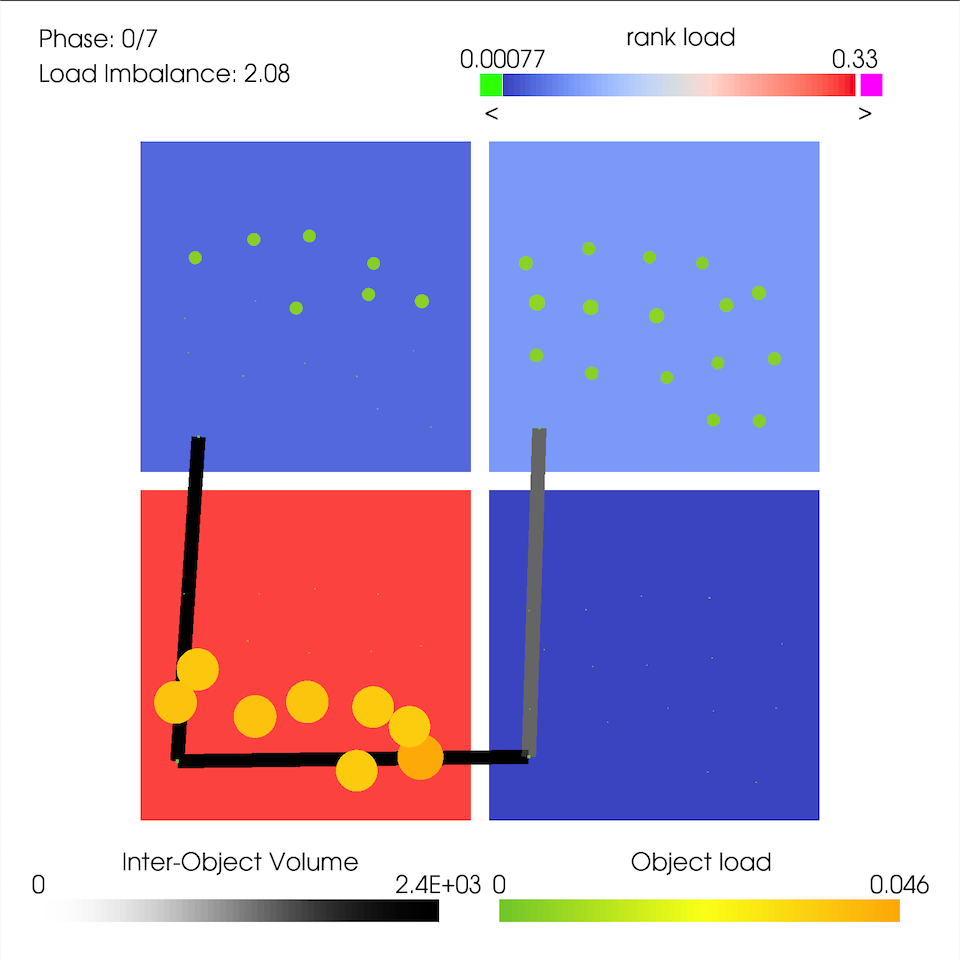 Phase: 0/7
Load Imbalance: 2.08
rank load
0.00077 0.33
< >
Inter-Object Volume
0 2.4E+03
Object load
0 0.046